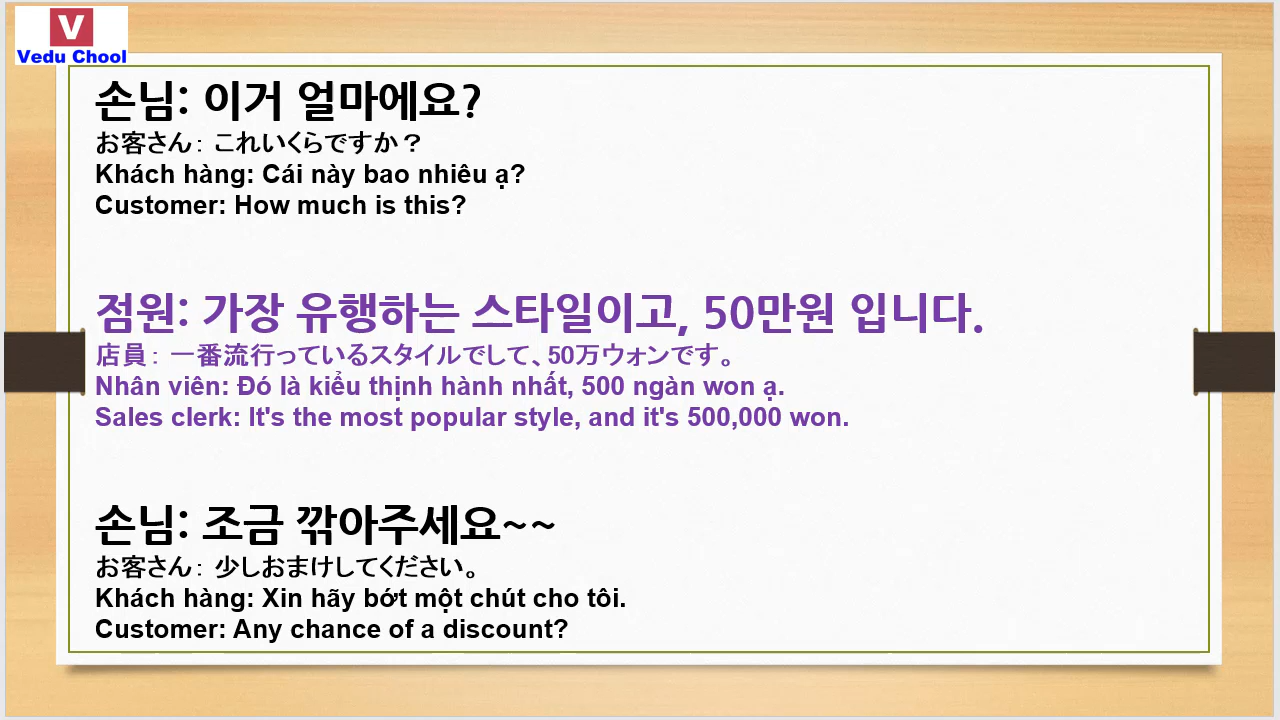 V
Vedu Chool
손님: 이거 얼마에요?
お客さん： これいくらですか？
Khách hàng: Cái này bao nhiêu ạ?
Customer: How much is this?
점원: 가장 유행하는 스타일이고, 50만원 입니다.
店員： 一番流行っているスタイルでして、50万ウォンです。
Nhân viên: Đó là kiểu thịnh hành nhất, 500 ngàn won ạ.
Sales clerk: It's the most popular style, and it's 500,000 won.
손님: 조금 깎아주세요~~
お客さん： 少しおまけしてください。
Khách hàng: Xin hãy bớt một chút cho tôi.
Customer: Any chance of a discount?